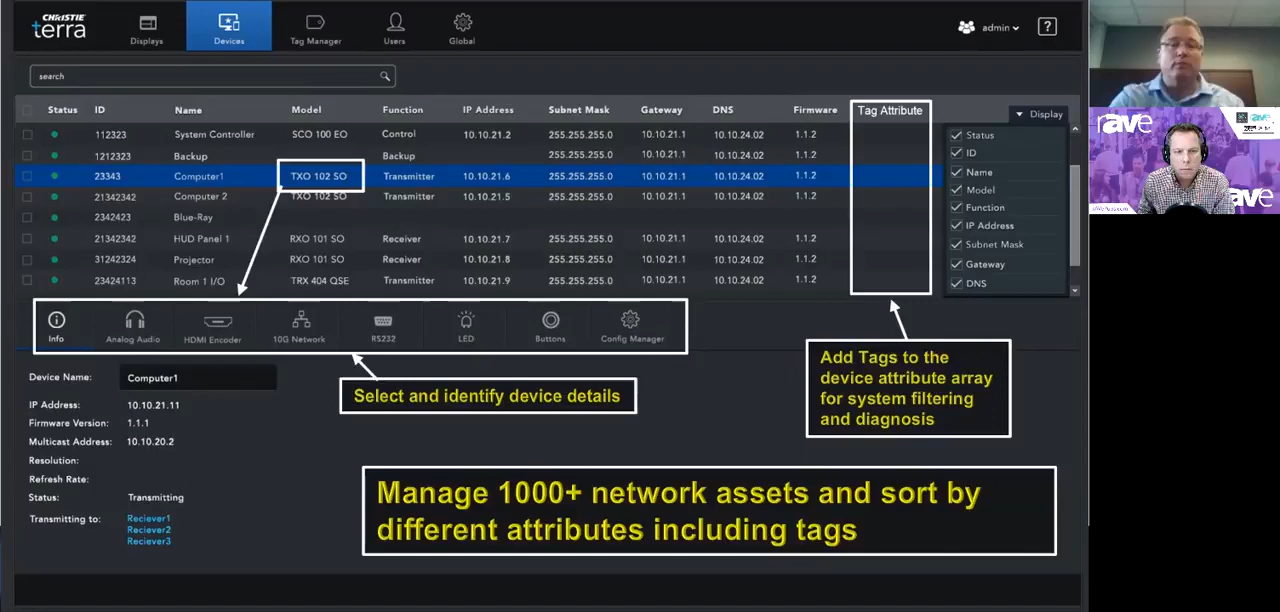 CHRISTIE
terra
Displays
Devices
Tag Manager
Users
Global
admin
?
search
Status ID Name Model Function IP Address Subnet Mask Gateway DNS Firmware Tag Attribute Display
112323 System Controller SCO 100 EO Control 10.10.21.2 255.255.255.0 10.10.21.1 10.10.24.02 1.1.2
1212323 Backup Backup 255.255.255.0 10.10.21.1 10.10.24.02 1.1.2
23343 Computer1 TXO 102 SO Transmitter 10.10.21.6 255.255.255.0 10.10.21.1 10.10.24.02 1.1.2
21342342 Computer 2 TXO 102 SO Transmitter 10.10.21.5 255.255.255.0 10.10.21.1 10.10.24.02 1.1.2
2342423 Blue-Ray
21342342 HUD Panel 1 RXO 101 SO Receiver 10.10.21.7 255.255.255.0 10.10.21.1 10.10.24.02 1.1.2
31242324 Projector RXO 101 SO Receiver 10.10.21.8 255.255.255.0 10.10.21.1 10.10.24.02 1.1.2
23424113 Room 1 I/O TRX 404 QSE Transmitter 10.10.21.9 255.255.255.0 10.10.21.1 10.10.24.02 1.1.2
Status
ID
Name
Model
Function
IP Address
Subnet Mask
Gateway
DNS
Info
Analog Audio
HDMI Encoder
10G Network
RS232
LED
Buttons
Config Manager
Select and identify device details
Add Tags to the
device attribute array
for system filtering
and diagnosis
Device Name: Computer1
IP Address: 10.10.21.11
Firmware Version: 1.1.1
Multicast Address: 10.10.20.2
Resolution:
Refresh Rate:
Status: Transmitting
Transmitting to: Reciever1
Reciever2
Reciever3
Manage 1000+ network assets and sort by
different attributes including tags
rave
rave